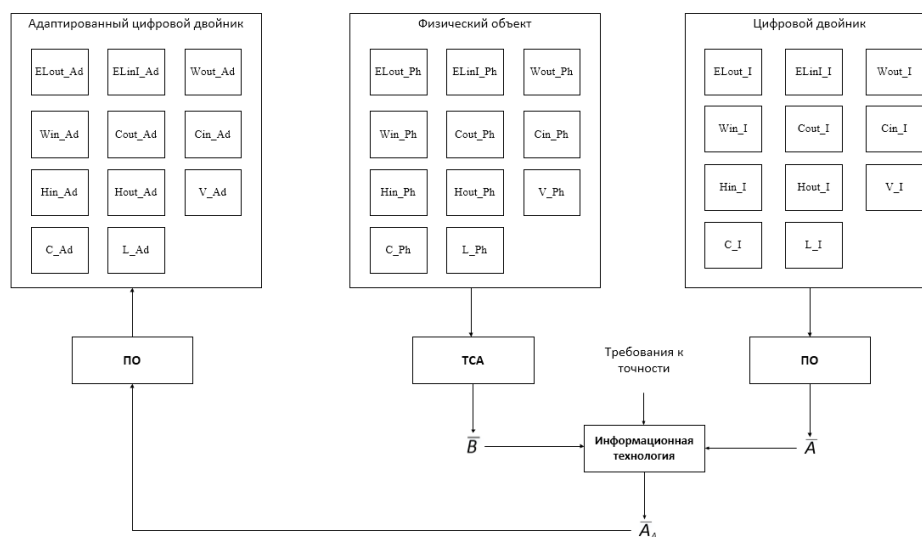 Адаптированный цифровой двойник
ELout_Ad
ELinI_Ad
Wout_Ad
Win_Ad
Cout_Ad
Cin_Ad
Hin_Ad
Hout_Ad
V_Ad
C_Ad
L_Ad
Физический объект
ELout_Ph
ELinI_Ph
Wout_Ph
Win_Ph
Cout_Ph
Cin_Ph
Hin_Ph
Hout_Ph
V_Ph
C_Ph
L_Ph
Цифровой двойник
ELout_I
ELinI_I
Wout_I
Win_I
Cout_I
Cin_I
Hin_I
Hout_I
V_I
C_I
L_I
ПО
ТСА
Требования к
точности
ПО
B̅
Информационная
технология
A̅
A̅_A